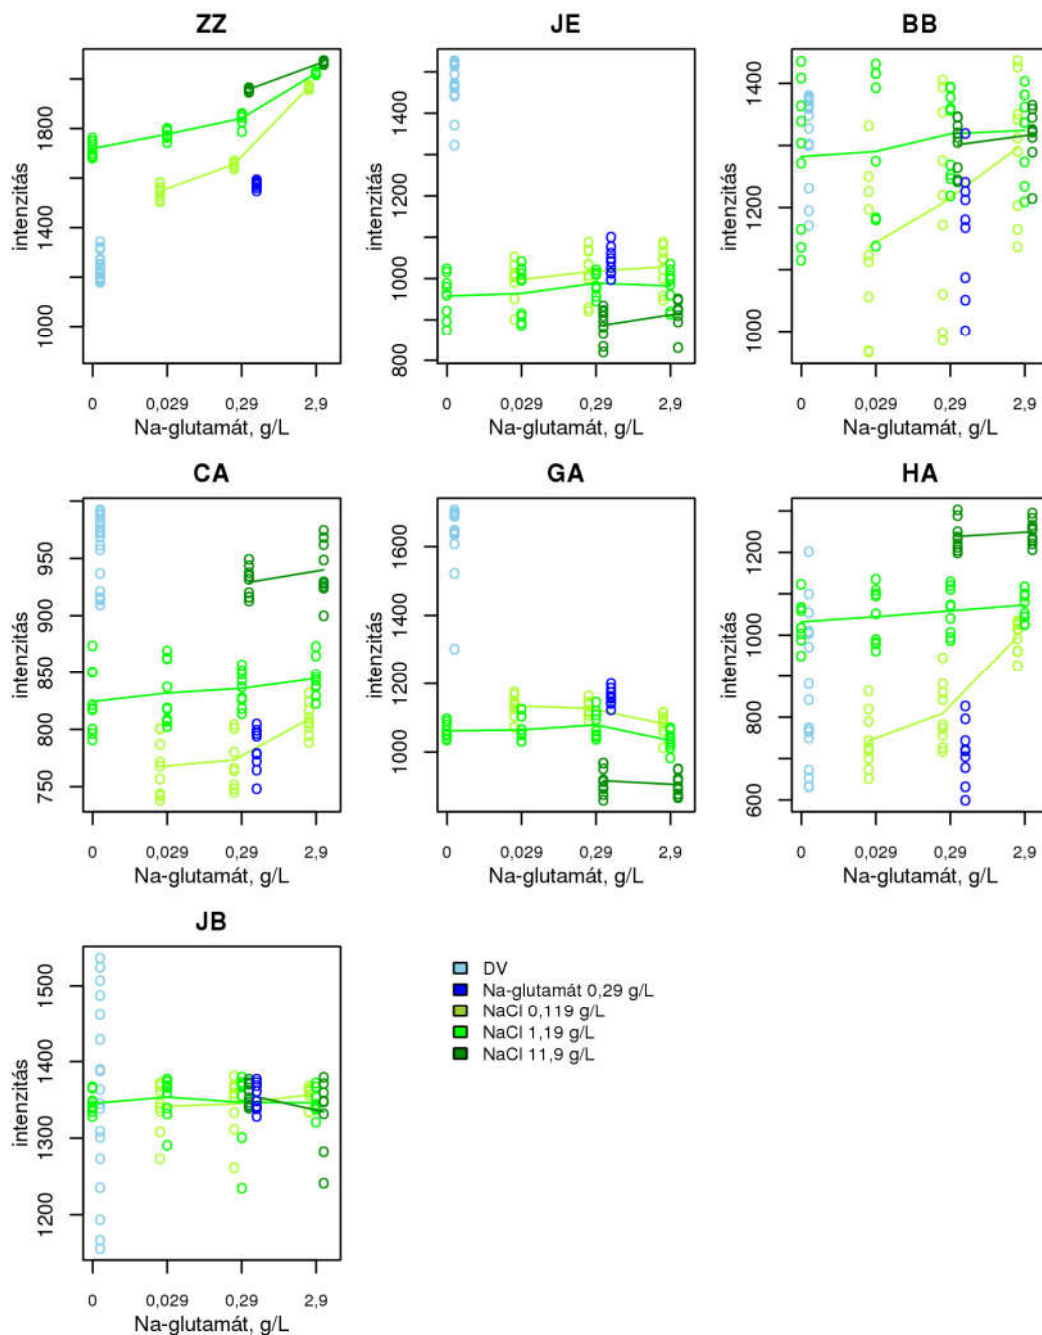 ZZ
intenzitás
1000
1400
1800
0
0,029
0,29
2,9
Na-glutamát, g/L
JE
intenzitás
800
1000
1200
1400
0
0,029
0,29
2,9
Na-glutamát, g/L
BB
intenzitás
1000
1200
1400
0
0,029
0,29
2,9
Na-glutamát, g/L
CA
intenzitás
750
800
850
900
950
0
0,029
0,29
2,9
Na-glutamát, g/L
GA
intenzitás
1000
1200
1400
1600
0
0,029
0,29
2,9
Na-glutamát, g/L
HA
intenzitás
600
800
1000
1200
0
0,029
0,29
2,9
Na-glutamát, g/L
JB
intenzitás
1200
1300
1400
1500
0
0,029
0,29
2,9
Na-glutamát, g/L
DV
Na-glutamát 0,29 g/L
NaCl 0,119 g/L
NaCl 1,19 g/L
NaCl 11,9 g/L